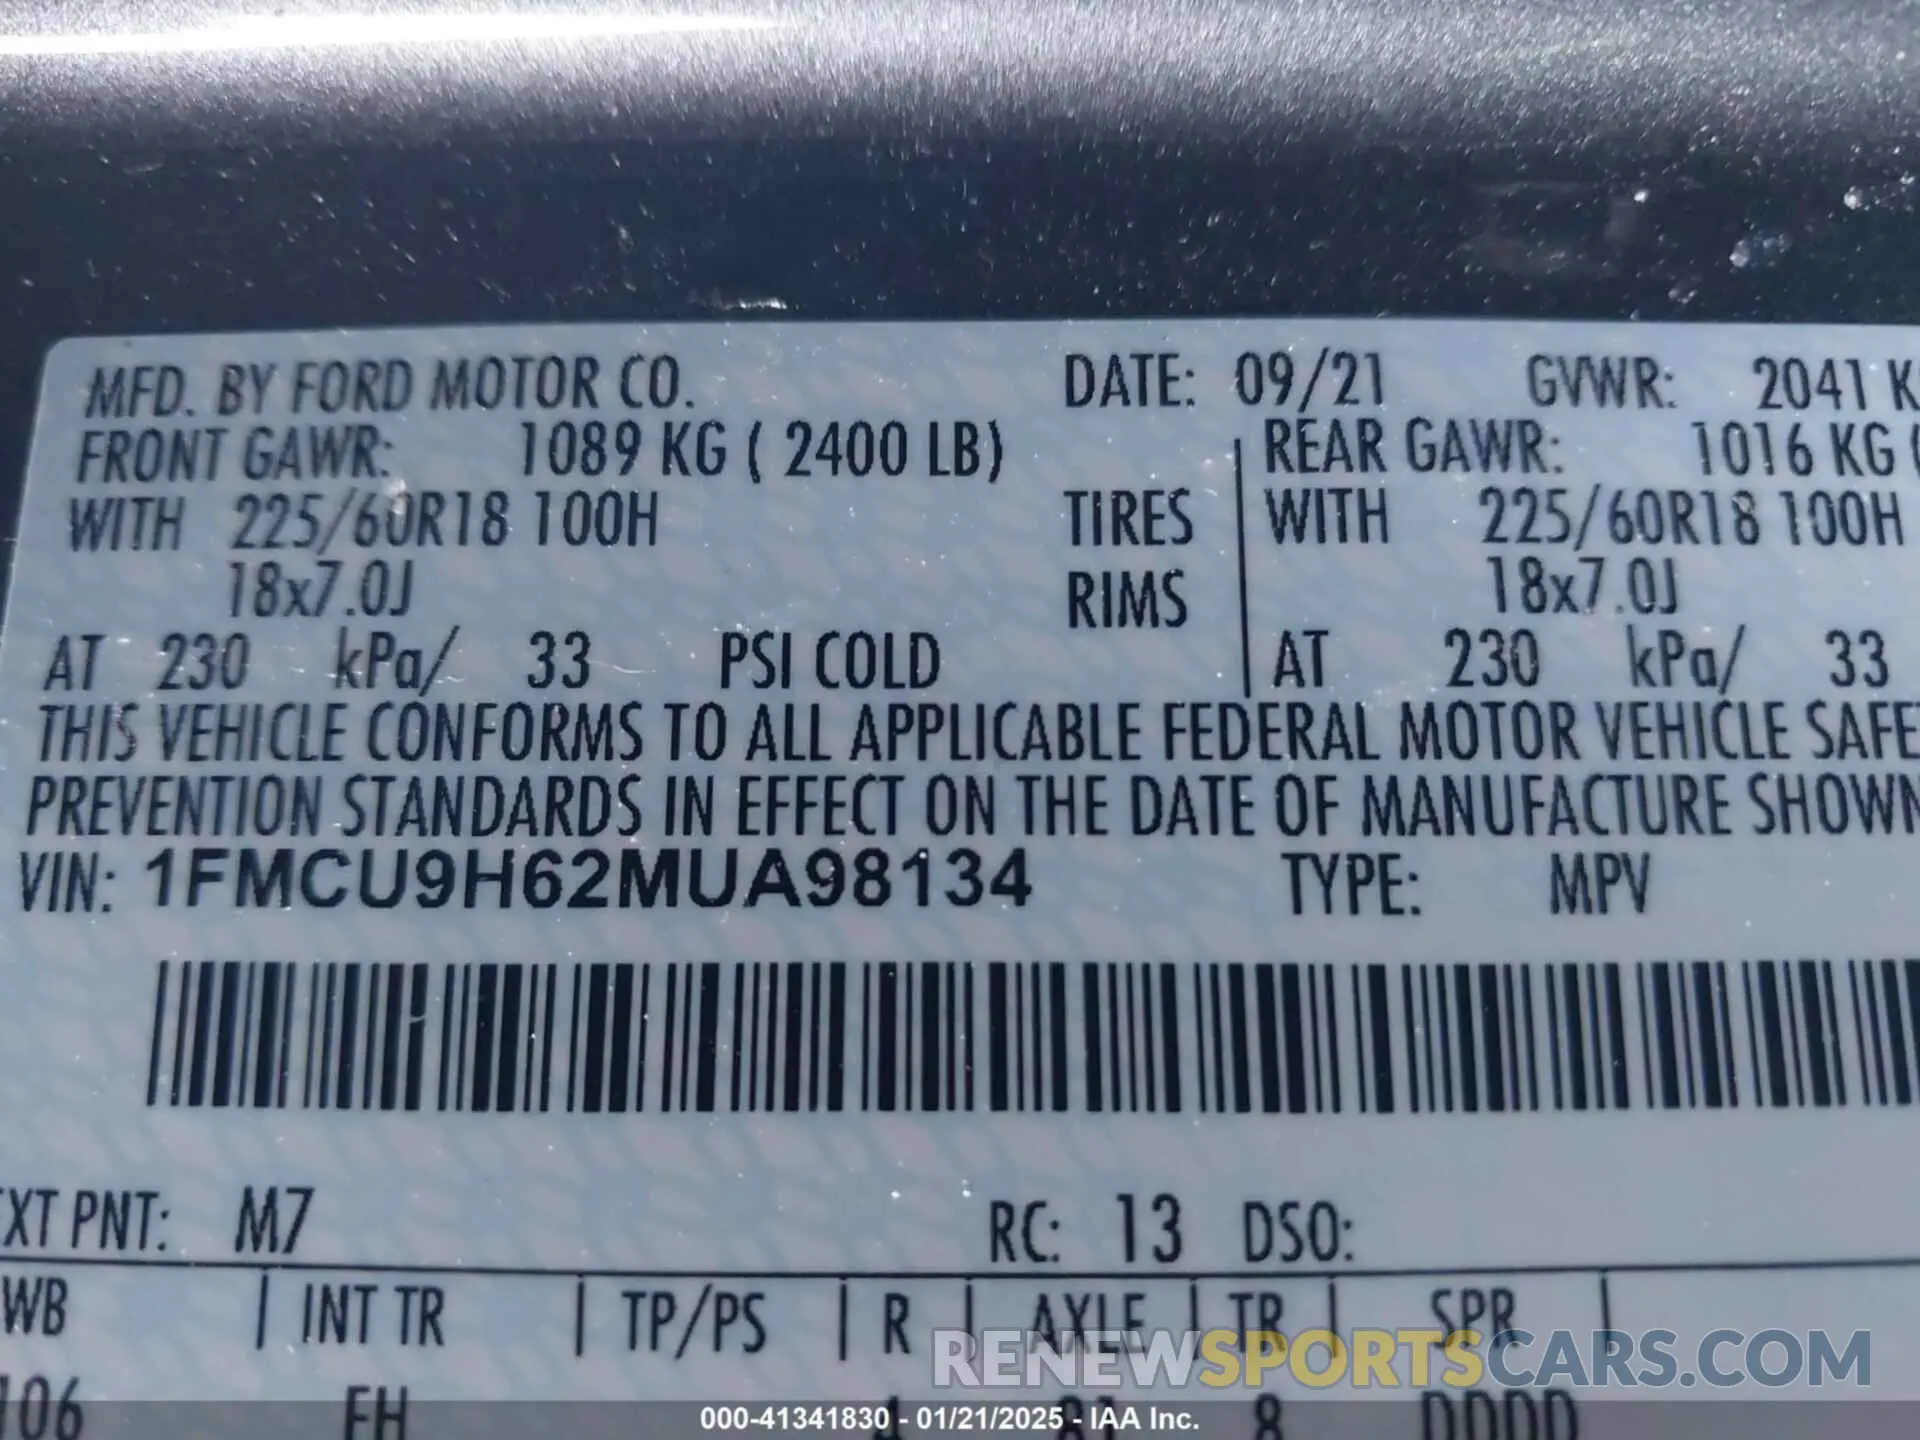 MFD. BY FORD MOTOR CO. DATE: 09/21 GVWR: 2041 K
FRONT GAWR: 1089 KG ( 2400 LB) REAR GAWR: 1016 KG (
WITH 225/60R18 100H TIRES WITH 225/60R18 100H
18x7.0J RIMS 18x7.0J
AT 230 kPa/ 33 PSI COLD AT 230 kPa/ 33
THIS VEHICLE CONFORMS TO ALL APPLICABLE FEDERAL MOTOR VEHICLE SAFE
PREVENTION STANDARDS IN EFFECT ON THE DATE OF MANUFACTURE SHOWN
VIN: 1FMCU9H62MUA98134 TYPE: MPV
EXT PNT: M7 RC: 13 DSO:
WB | INT TR | TP/PS | R | AXLE | TR | SPR |
106 8
RENEWSPORTSCARS.COM
000-41341830 - 01/21/2025 - IAA Inc.